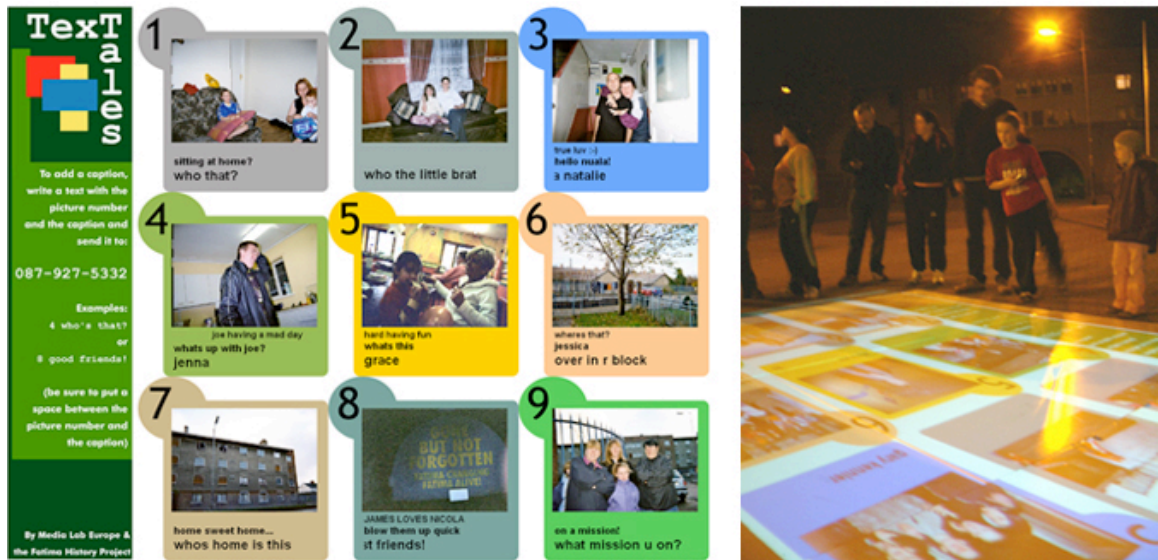 TexTales
To add a caption,
write a text with the
picture number
and the caption and
send it to:
087-927-5332
Examples:
4 who's that?
or
8 good friends!
(be sure to put a
space between the
picture number and
the caption)
By Media Lab Europe &
the Fatima History Project
1
sitting at home?
who that?
2
who the little brat
3
true luv :-)
hello nuala!
a natalie
4
joe having a mad day
whats up with joe?
jenna
5
hard having fun
whats this
grace
6
wheres that?
jessica
over in r block
7
home sweet home...
whos home is this
8
GONE
BUT NOT
FORGOTTEN
FATIMA ALIVE!
JAMES LOVES NICOLA
blow them up quick
st friends!
9
on a mission!
what mission u on?
5
6